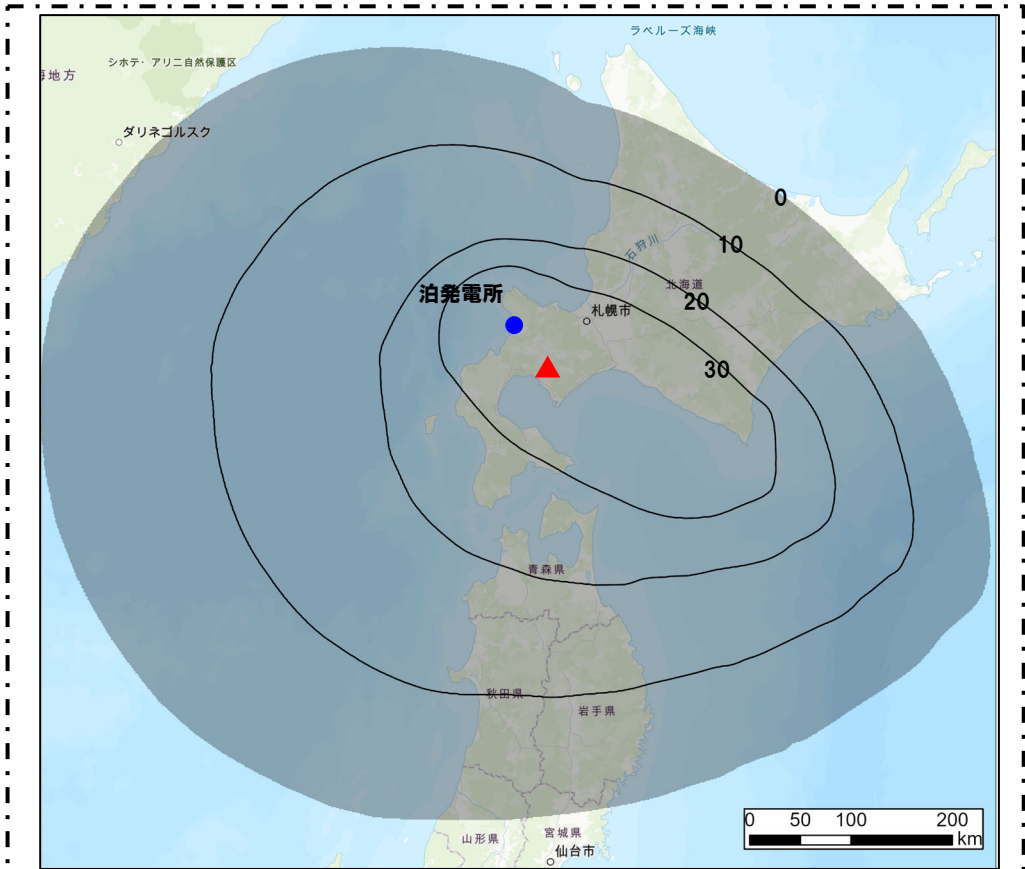 ラペルーズ海峡
シホテ・アリニ自然保護区
海地方
ダリネゴルスク
0
10
石狩川
北海道
20
泊発電所
札幌市
30
青森県
秋田県
岩手県
山形県
宮城県
仙台市
0 50 100 200
km